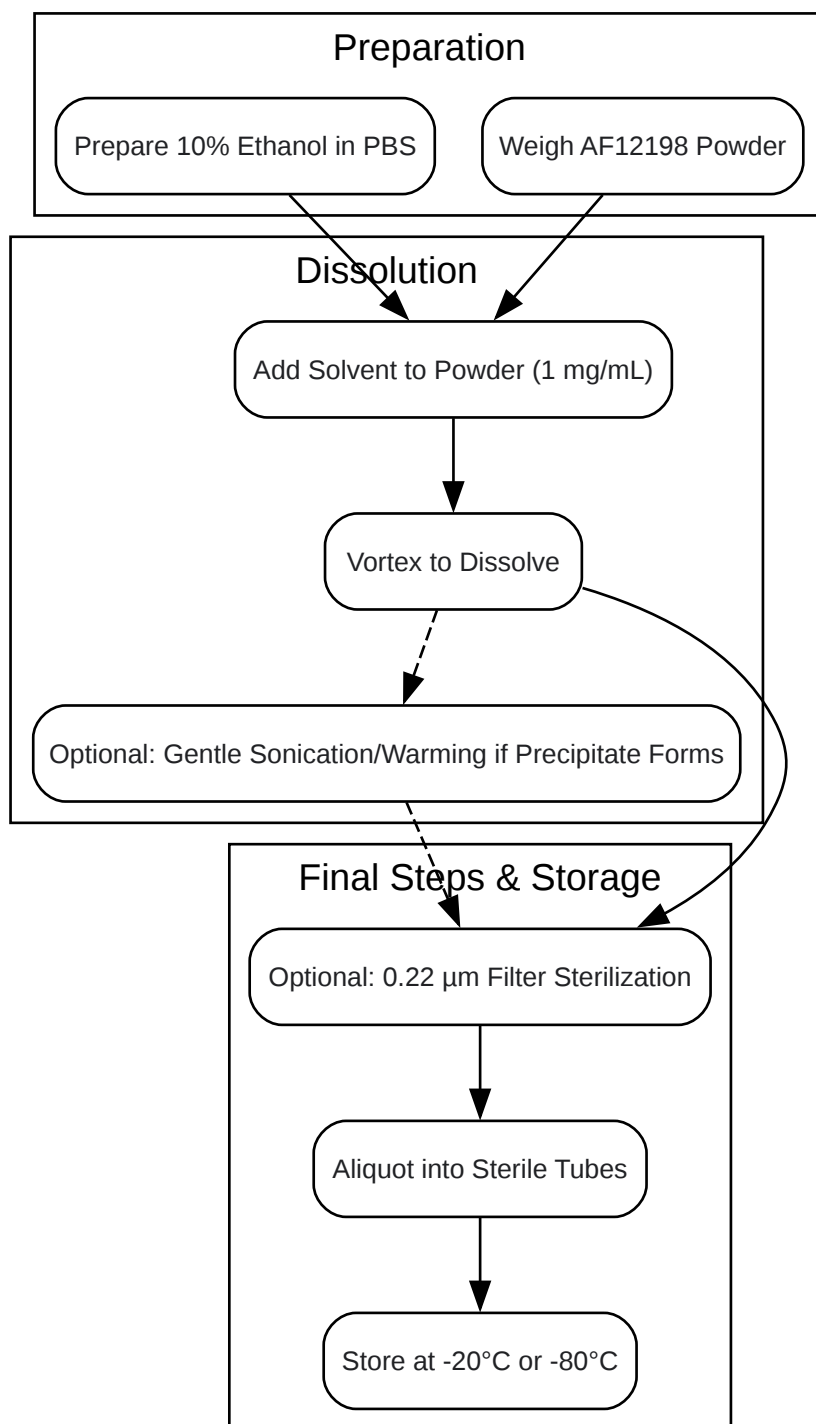 Preparation
Prepare 10% Ethanol in PBS
Weigh AF12198 Powder
Dissolution
Add Solvent to Powder (1 mg/mL)
Vortex to Dissolve
Optional: Gentle Sonication/Warming if Precipitate Forms
Final Steps & Storage
Optional: 0.22 µm Filter Sterilization
Aliquot into Sterile Tubes
Store at -20°C or -80°C